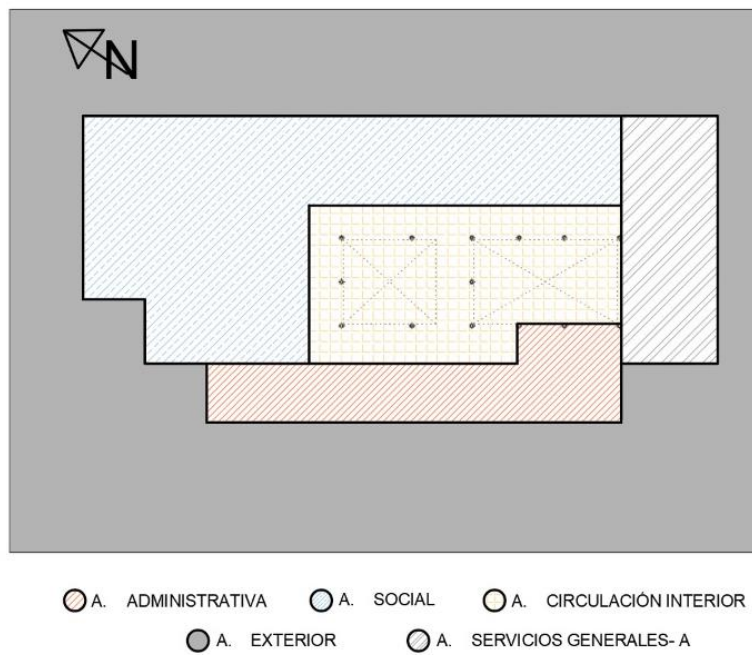 N
A. ADMINISTRATIVA A. SOCIAL A. CIRCULACIÓN INTERIOR
A. EXTERIOR A. SERVICIOS GENERALES- A